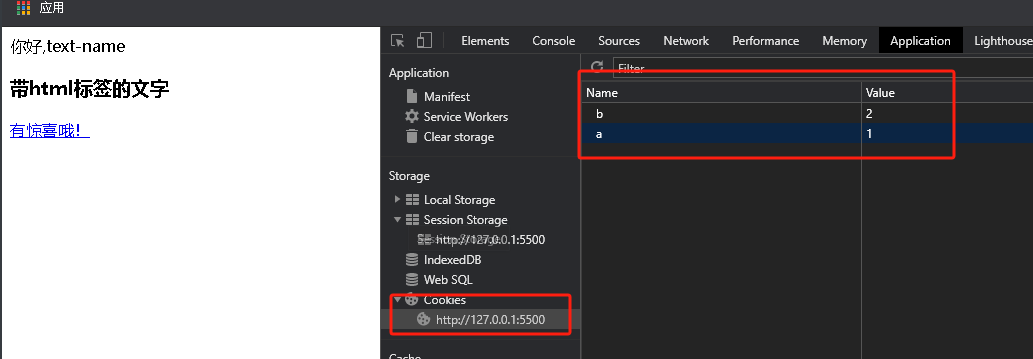 应用
你好,text-name
带html标签的文字
有惊喜哦！
Elements Console Sources Network Performance Memory Application Lighthouse
Application
Manifest
Service Workers
Clear storage
Storage
Local Storage
Session Storage
http://127.0.0.1:5500
IndexedDB
Web SQL
Cookies
http://127.0.0.1:5500
Cache
Filter
Name Value
b 2
a 1